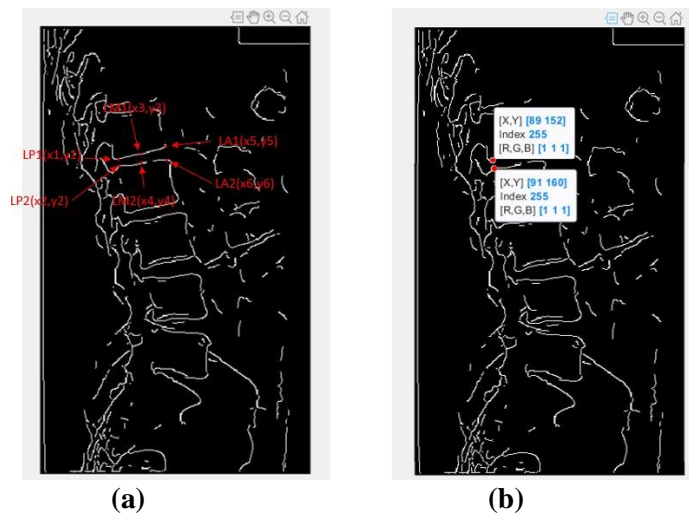 LM1(x3,y3)
LA1(x5,y5)
LP1(x1,y1)
LA2(x6,y6)
LP2(x2,y2)
LM2(x4,y4)
[X,Y] [89 152]
Index 255
[R,G,B] [1 1 1]
[X,Y] [91 160]
Index 255
[R,G,B] [1 1 1]
(a)
(b)